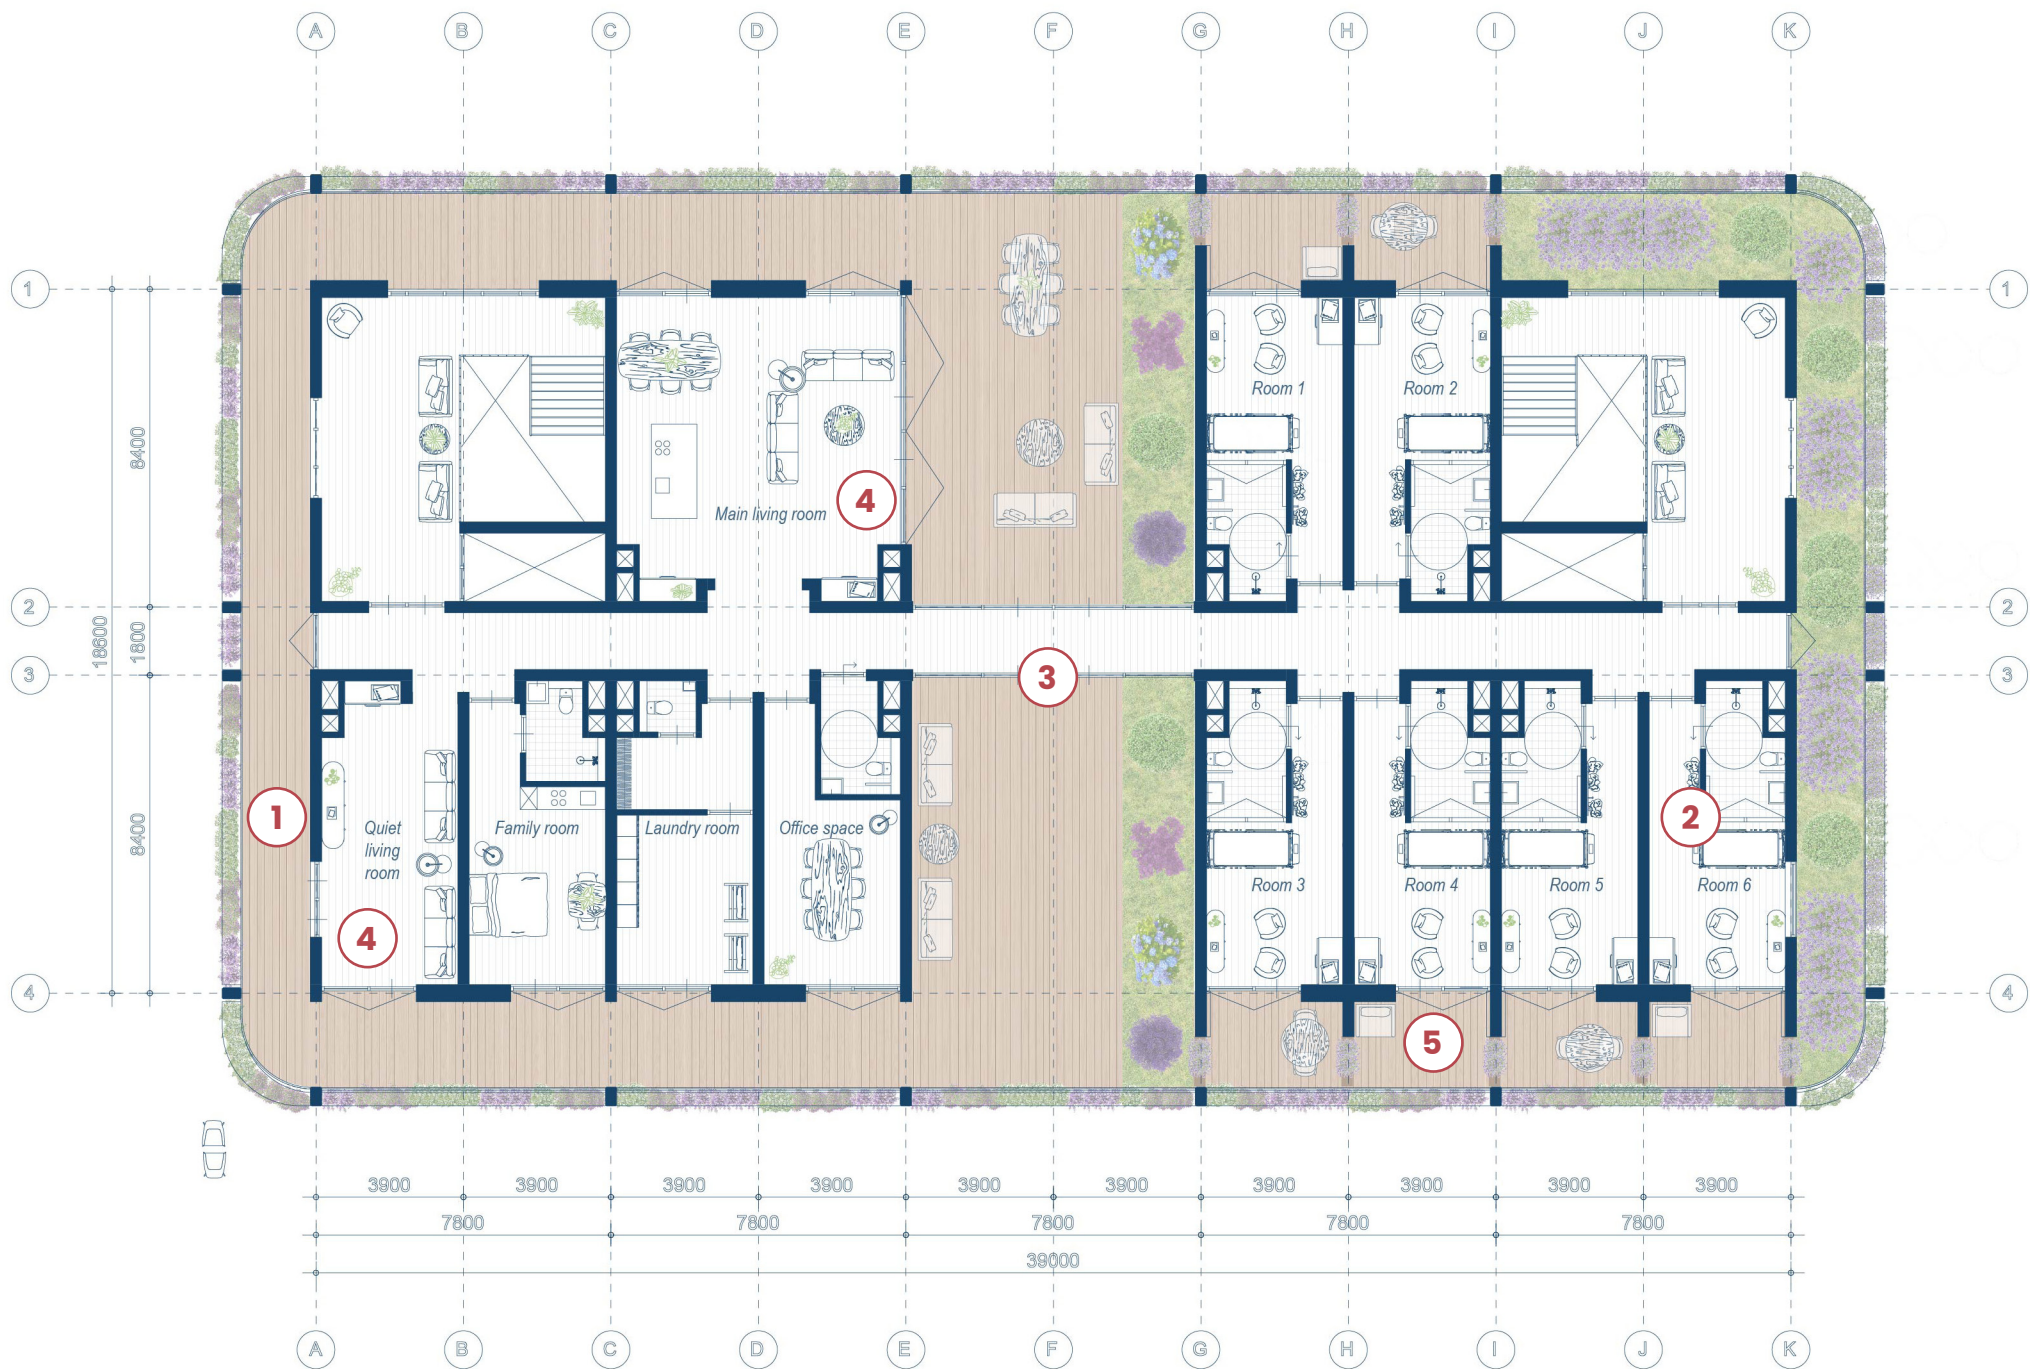 A B C D E F G H I J K
1 1
Room 1 Room 2
8400
4
Main living room
2 2
18600 1800
3 3
3
1 2
Quiet living room
Family room
Laundry room
Office space
8400
Room 3 Room 4 Room 5 Room 6
4
4 4
5
3900 3900 3900 3900 3900 3900 3900 3900 3900 3900
7800 7800 7800 7800 7800
39000
A B C D E F G H I J K